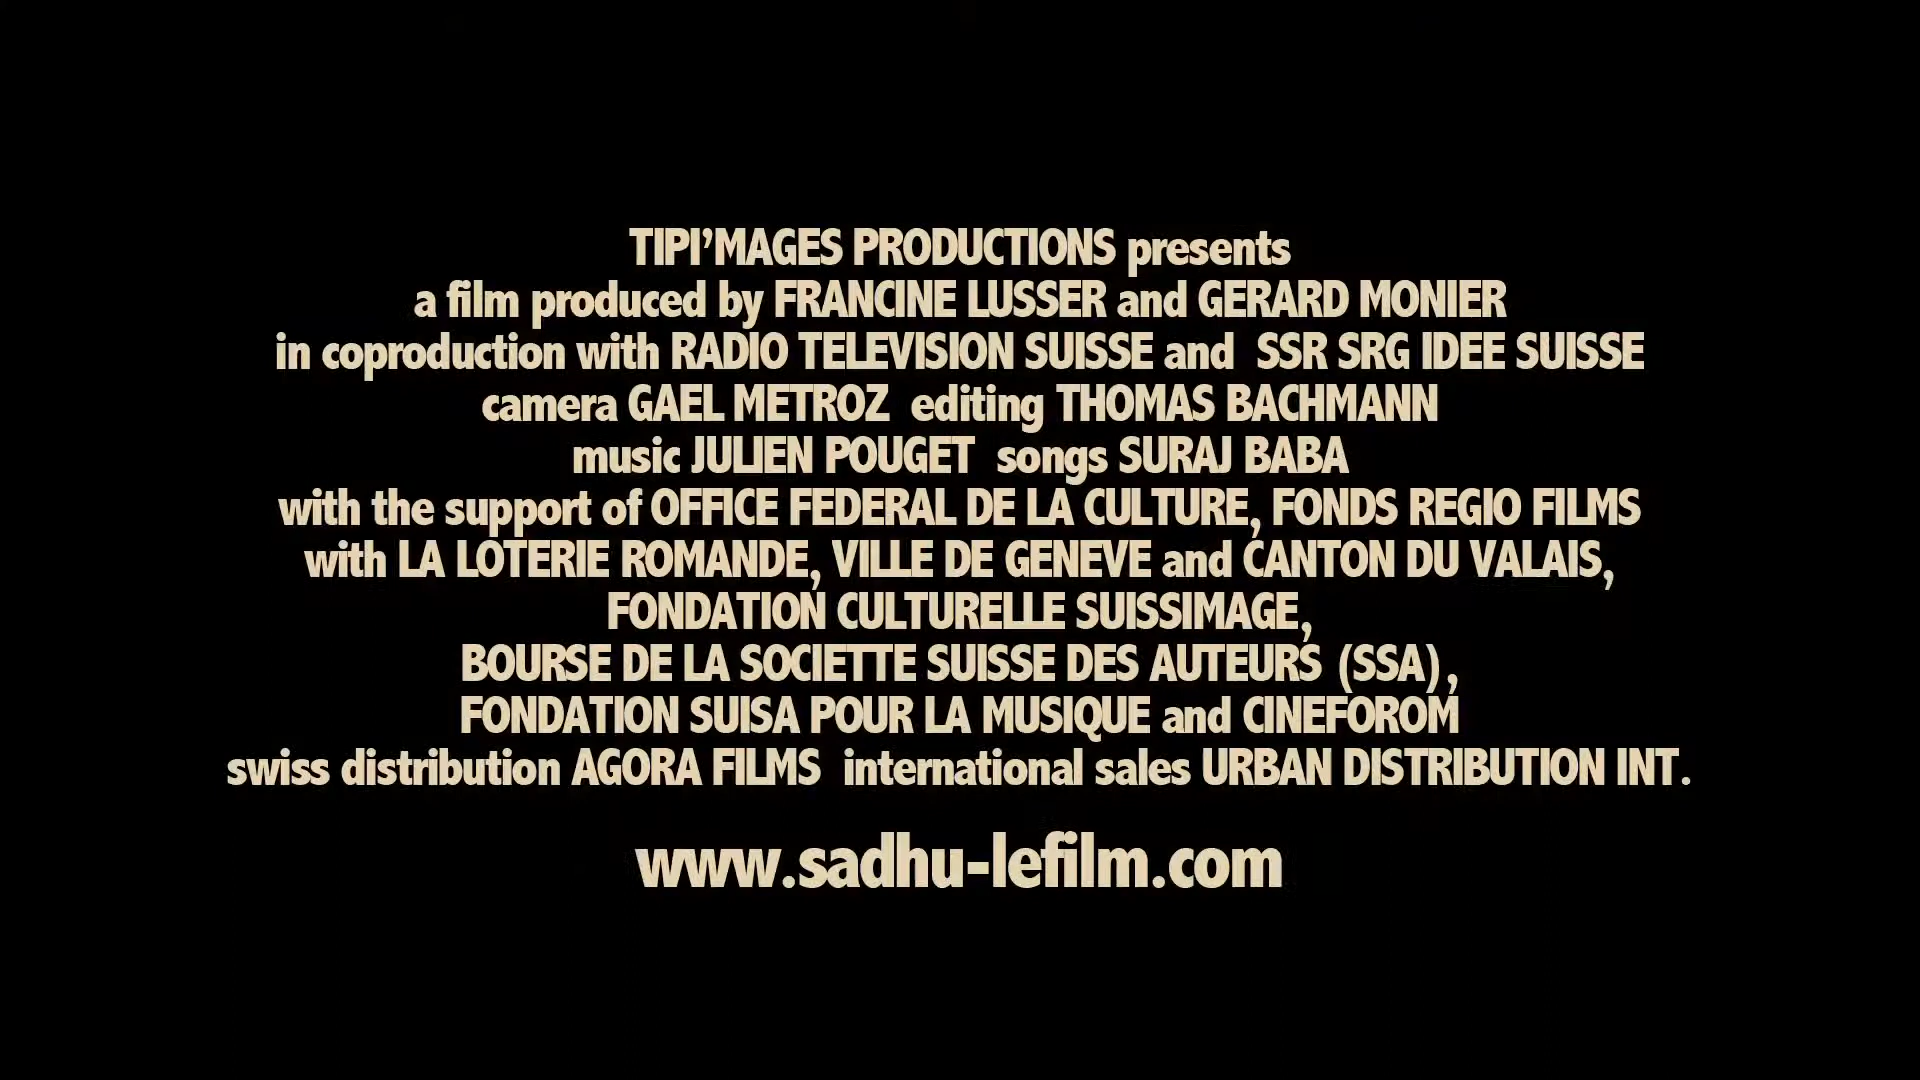 TIPI’MAGES PRODUCTIONS presents
a film produced by FRANCINE LUSSER and GERARD MONIER
in coproduction with RADIO TELEVISION SUISSE and SSR SRG IDEE SUISSE
camera GAEL METROZ editing THOMAS BACHMANN
music JULIEN POUGET songs SURAJ BABA
with the support of OFFICE FEDERAL DE LA CULTURE, FONDS REGIO FILMS
with LA LOTERIE ROMANDE, VILLE DE GENEVE and CANTON DU VALAIS,
FONDATION CULTURELLE SUISSIMAGE,
BOURSE DE LA SOCIETTE SUISSE DES AUTEURS (SSA),
FONDATION SUISA POUR LA MUSIQUE and CINEFOROM
swiss distribution AGORA FILMS international sales URBAN DISTRIBUTION INT.
www.sadhu-lefilm.com